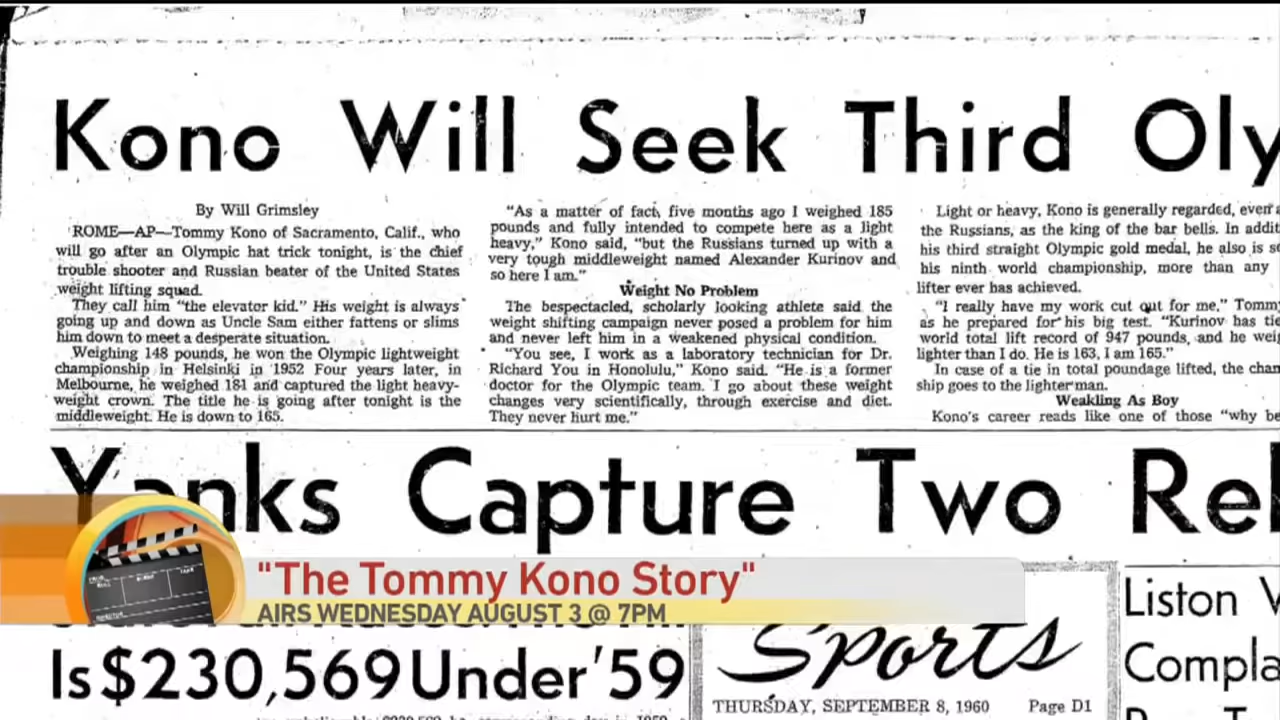 Kono Will Seek Third Oly
By Will Grimsley
ROME—AP—Tommy Kono of Sacramento, Calif., who
will go after an Olympic hat trick tonight, is the chief
trouble shooter and Russian beater of the United States
weight lifting squad.
They call him "the elevator kid." His weight is always
going up and down as Uncle Sam either fattens or slims
him down to meet a desperate situation.
Weighing 148 pounds, he won the Olympic lightweight
championship in Helsinki in 1952 Four years later, in
Melbourne, he weighed 181 and captured the light heavy-
weight crown. The title he is going after tonight is the
middleweight. He is down to 165.
"As a matter of fact, five months ago I weighed 185
pounds and fully intended to compete here as a light
heavy," Kono said, "but the Russians turned up with a
very tough middleweight named Alexander Kurinov and
so here I am."
Weight No Problem
The bespectacled, scholarly looking athlete said the
weight shifting campaign never posed a problem for him
and never left him in a weakened physical condition.
"You see, I work as a laboratory technician for Dr.
Richard You in Honolulu," Kono said. "He is a former
doctor for the Olympic team. I go about these weight
changes very scientifically, through exercise and diet.
They never hurt me."
Light or heavy, Kono is generally regarded, even
the Russians, as the king of the bar bells. In addit
his third straight Olympic gold medal, he also is
his ninth world championship, more than any
lifter ever has achieved.
"I really have my work cut out for me," Tomm
as he prepared for his big test. "Kurinov has tie
world total lift record of 947 pounds, and he wei
lighter than I do. He is 163, I am 165."
In case of a tie in total poundage lifted, the cham
ship goes to the lighter man.
Weakling As Boy
Kono's career reads like one of those "why be
Yanks Capture Two Rel
"The Tommy Kono Story"
AIRS WEDNESDAY AUGUST 3 @ 7PM
Is $230,569 Under '59
Sports
THURSDAY, SEPTEMBER 8, 1960 Page D1
Liston
Compla